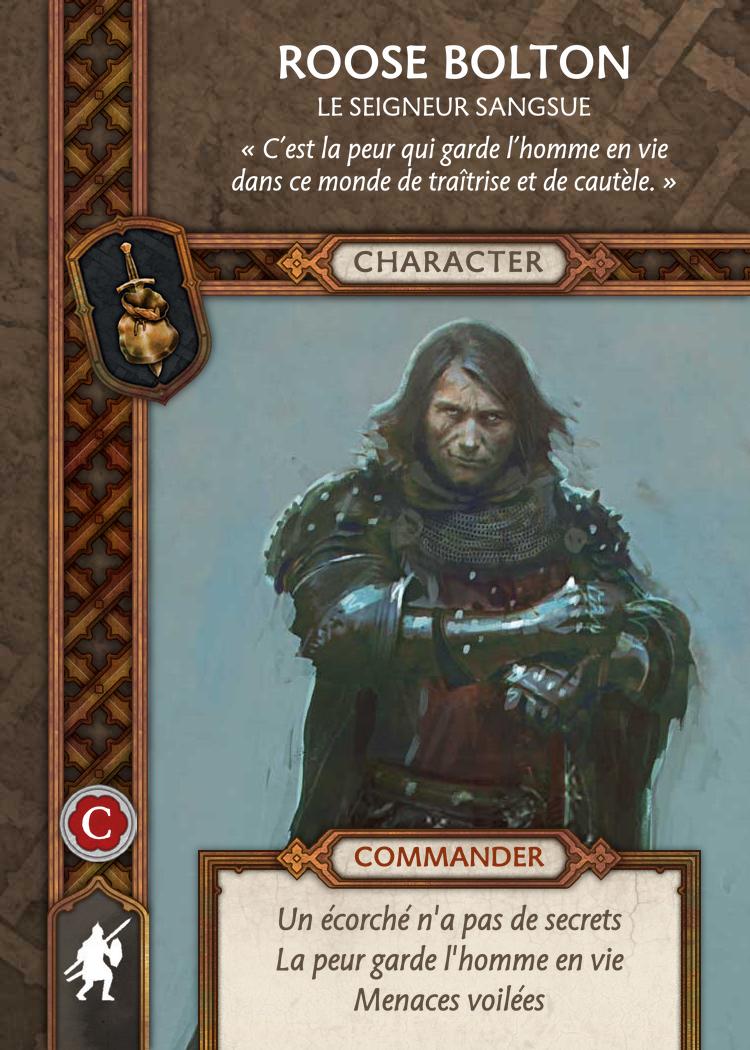 ROOSE BOLTON
LE SEIGNEUR SANGSUE
« C'est la peur qui garde l'homme en vie
dans ce monde de traîtrise et de cautèle. »
CHARACTER
C
COMMANDER
Un écorché n'a pas de secrets
La peur garde l'homme en vie
Menaces voilées